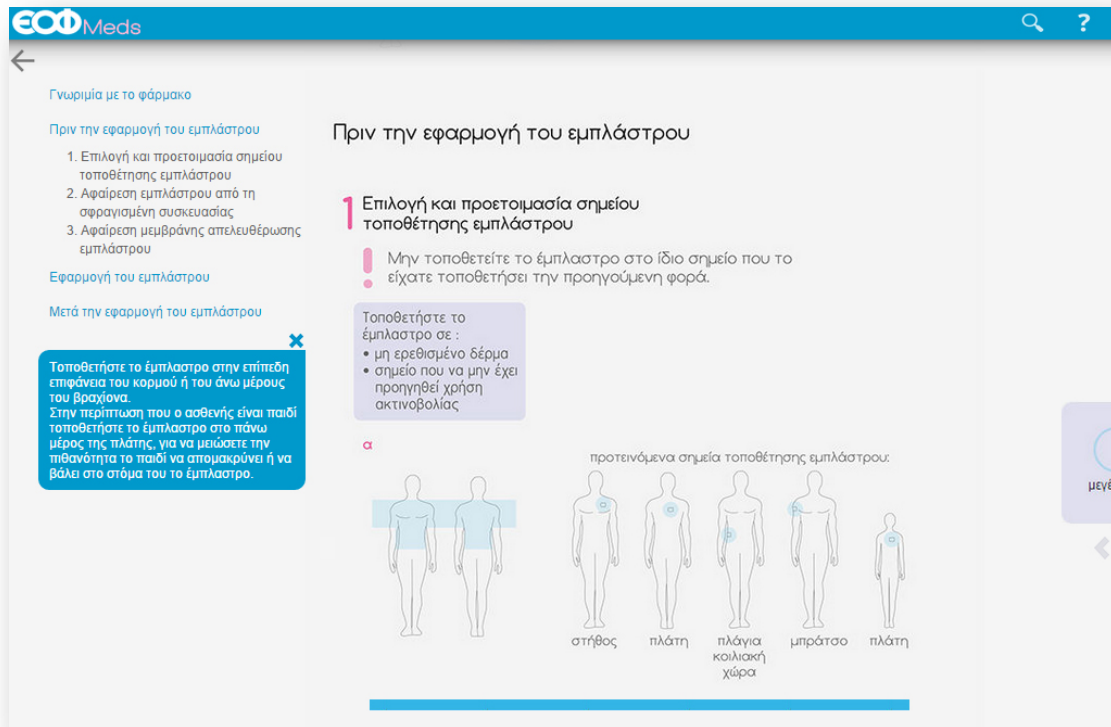 ΕΟΦMeds
?
Γνωριμία με το φάρμακο
Πριν την εφαρμογή του εμπλάστρου
1. Επιλογή και προετοιμασία σημείου
τοποθέτησης εμπλάστρου
2. Αφαίρεση εμπλάστρου από τη
σφραγισμένη συσκευασίας
3. Αφαίρεση μεμβράνης απελευθέρωσης
εμπλάστρου
Εφαρμογή του εμπλάστρου
Μετά την εφαρμογή του εμπλάστρου
Τοποθετήστε το έμπλαστρο στην επίπεδη
επιφάνεια του κορμού ή του άνω μέρους
του βραχίονα.
Στην περίπτωση που ο ασθενής είναι παιδί
τοποθετήστε το έμπλαστρο στο πάνω
μέρος της πλάτης, για να μειώσετε την
πιθανότητα το παιδί να απομακρύνει ή να
βάλει στο στόμα του το έμπλαστρο.
Πριν την εφαρμογή του εμπλάστρου
1 Επιλογή και προετοιμασία σημείου
τοποθέτησης εμπλάστρου
! Μην τοποθετείτε το έμπλαστρο στο ίδιο σημείο που το
είχατε τοποθετήσει την προηγούμενη φορά.
Τοποθετήστε το
έμπλαστρο σε :
• μη ερεθισμένο δέρμα
• σημείο που να μην έχει
προηγηθεί χρήση
ακτινοβολίας
α
προτεινόμενα σημεία τοποθέτησης εμπλάστρου:
στήθος πλάτη πλάγια κοιλιακή χώρα μπράτσο πλάτη